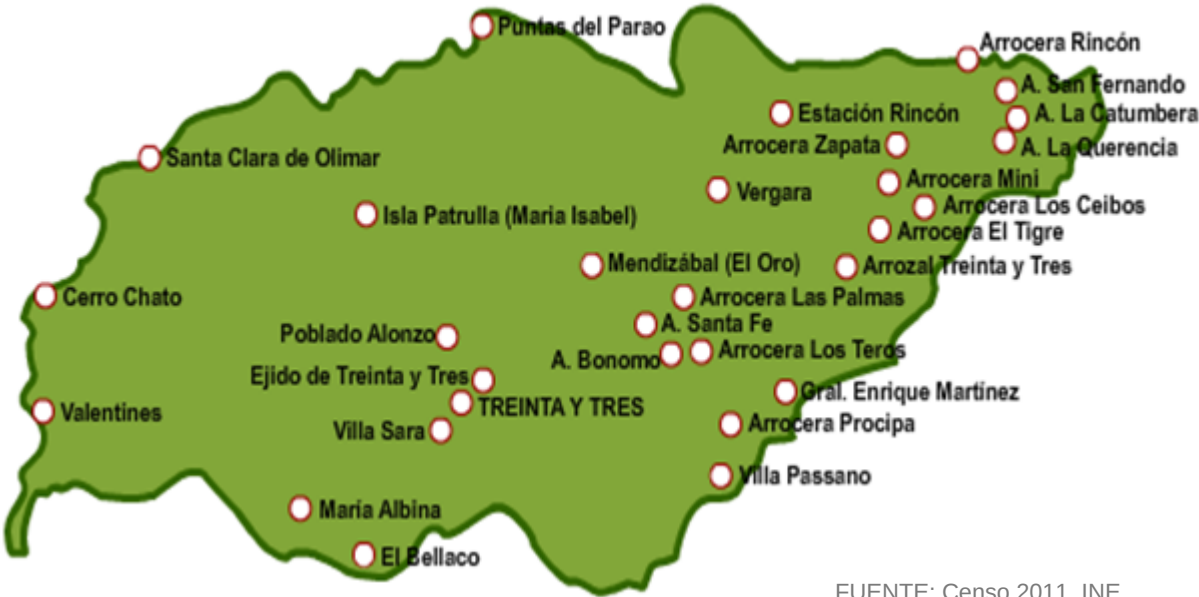 Puntas del Parao
Arrocera Rincón
A. San Fernando
Estación Rincón
A. La Catumbera
Arrocera Zapata
A. La Querencia
Santa Clara de Olimar
Arrocera Mini
Vergara
Arrocera Los Ceibos
Isla Patrulla (Maria Isabel)
Arrocera El Tigre
Mendizábal (El Oro)
Arrozal Treinta y Tres
Cerro Chato
Arrocera Las Palmas
A. Santa Fe
Poblado Alonzo
A. Bonomo
Arrocera Los Teros
Ejido de Treinta y Tres
Gral. Enrique Martínez
TREINTA Y TRES
Valentines
Arrocera Procipa
Villa Sara
Villa Passano
María Albina
El Bellaco
FUENTE: Censo 2011, INE